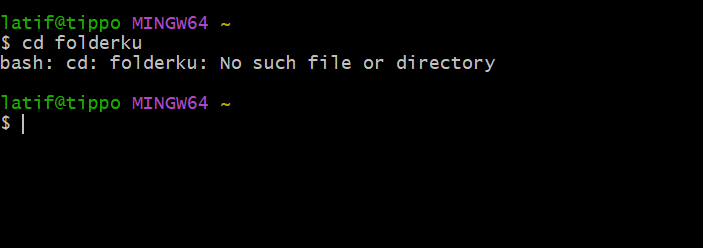 latif@tippo MINGW64 ~
$ cd folderku
bash: cd: folderku: No such file or directory
latif@tippo MINGW64 ~
$